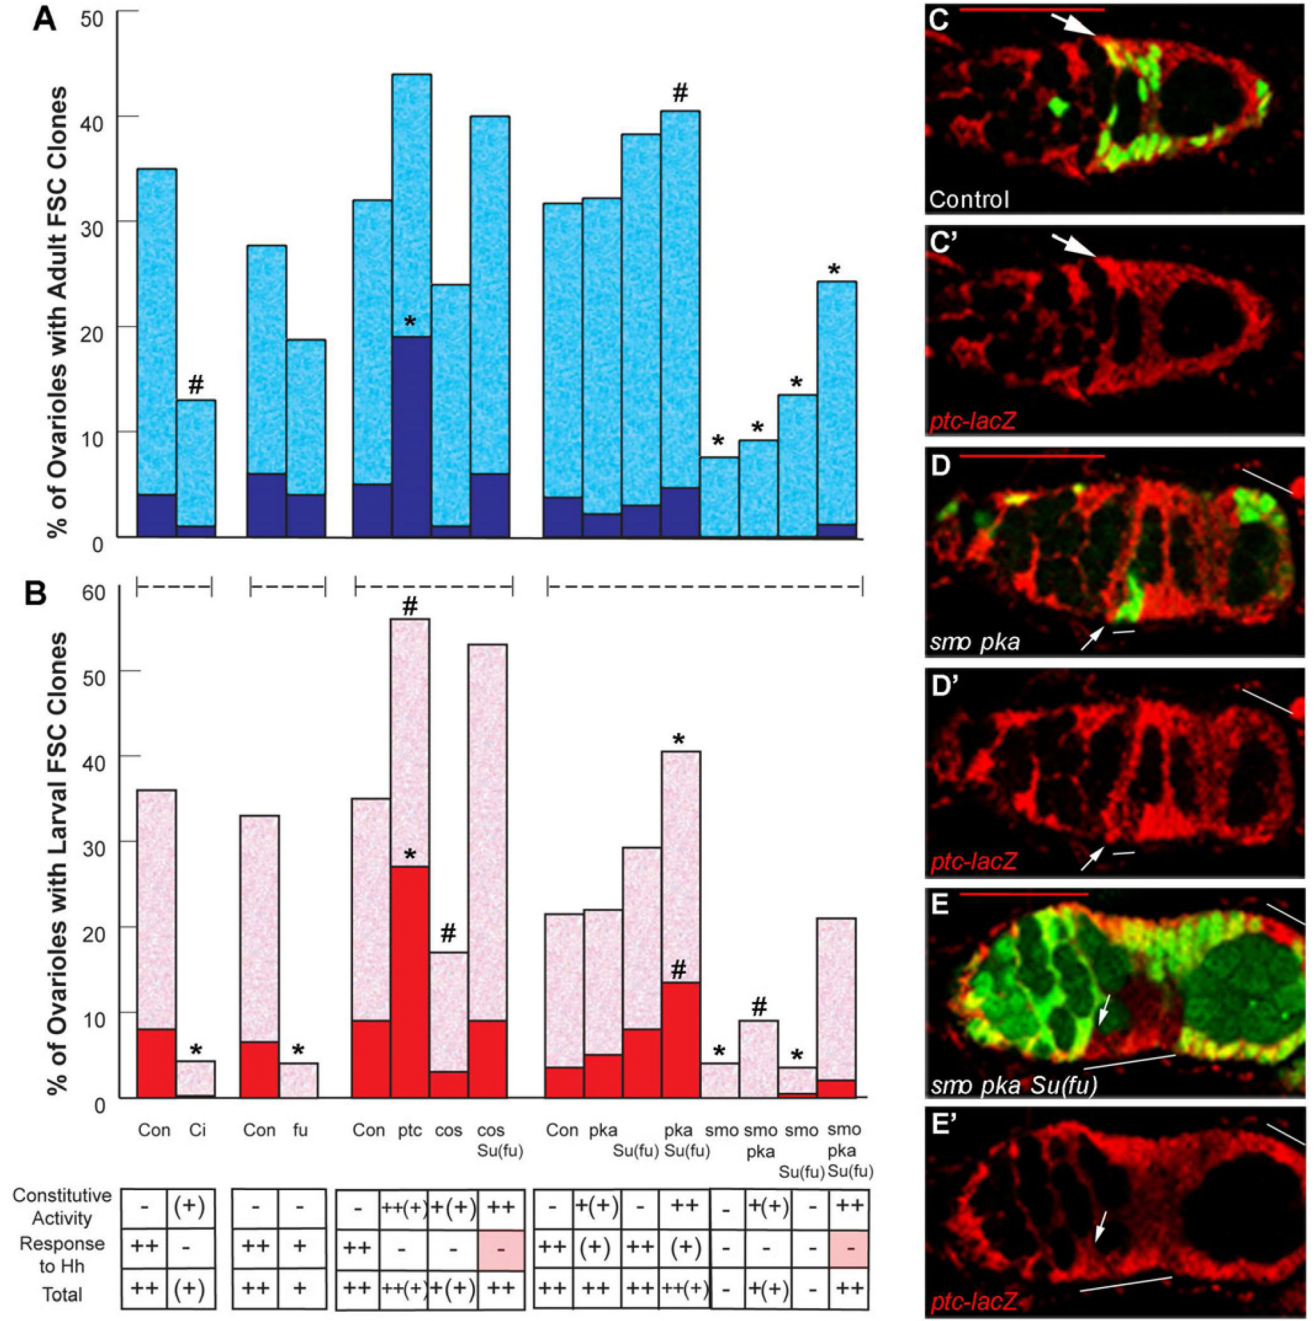 A
% of Ovarioles with Adult FSC Clones
50
40
30
20
10
0
#
*
#
*
*
*
*
B
% of Ovarioles with Larval FSC Clones
60
50
40
30
20
10
0
*
*
#
*
#
*
#
*
#
*
Con Ci Con fu Con ptc cos cos Su(fu) Con pka Su(fu) pka Su(fu) smo smo pka smo Su(fu) smo pka Su(fu)
Constitutive Activity - (+) - - - ++(+) +(+) ++ - +(+) - ++ - +(+) - ++
Response to Hh ++ - ++ + ++ - - - ++ (+) ++ (+) - - - -
Total ++ (+) ++ + ++ ++(+) +(+) ++ ++ ++ ++ ++(+) - +(+) - ++
C
Control
C'
ptc-lacZ
D
smo pka
D'
ptc-lacZ
E
smo pka Su(fu)
E'
ptc-lacZ